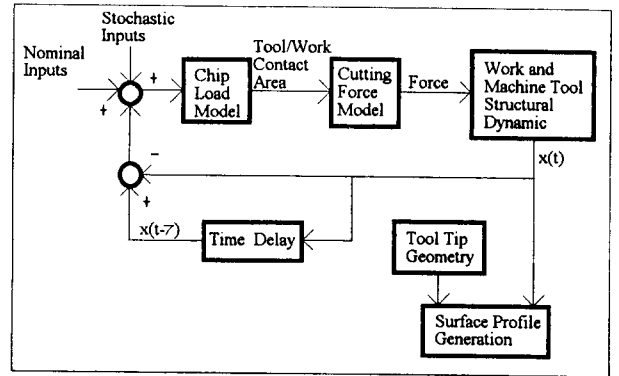 Stochastic
Inputs
Nominal
Inputs
+
+
Chip
Load
Model
Tool/Work
Contact
Area
Cutting
Force
Model
Force
Work and
Machine Tool
Structural
Dynamic
x(t)
−
+
x(t-7)
Time Delay
Tool Tip
Geometry
Surface Profile
Generation